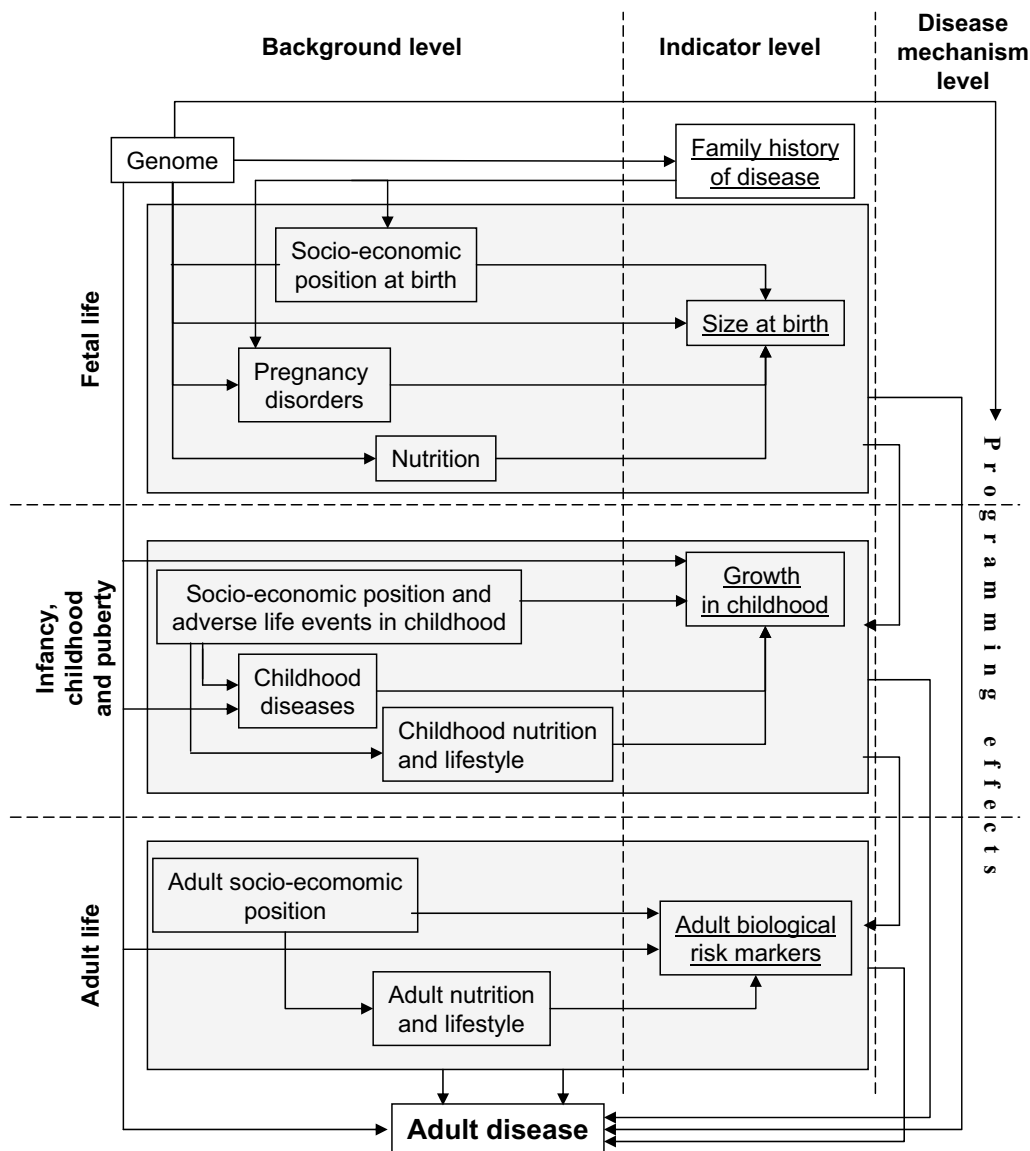 Background level
Indicator level
Disease
mechanism
level
Genome
Family history
of disease
Fetal life
Socio-economic
position at birth
Size at birth
Pregnancy
disorders
Nutrition
Programming effects
Infancy,
childhood
and puberty
Growth
in childhood
Socio-economic position and
adverse life events in childhood
Childhood
diseases
Childhood nutrition
and lifestyle
Adult life
Adult socio-ecomomic
position
Adult biological
risk markers
Adult nutrition
and lifestyle
Adult disease